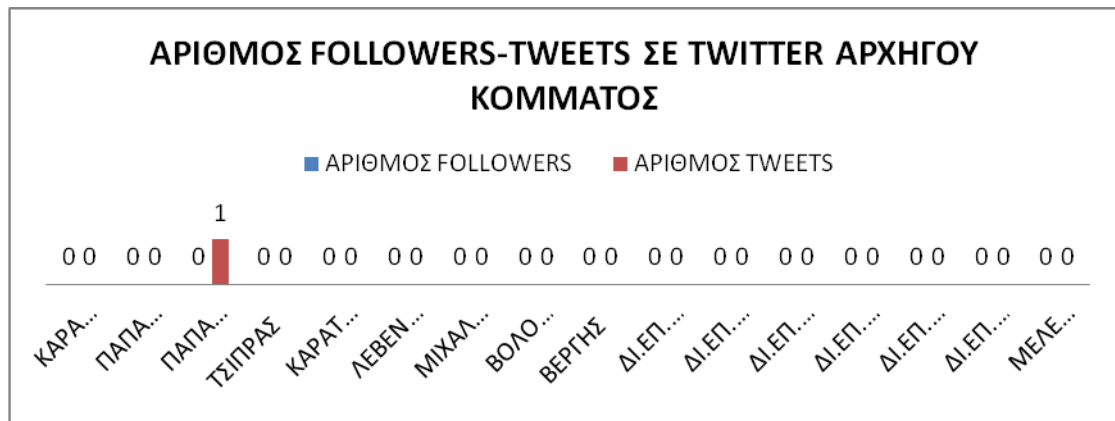 ΑΡΙΘΜΟΣ FOLLOWERS-TWEETS ΣΕ TWITTER ΑΡΧΗΓΟΥ
ΚΟΜΜΑΤΟΣ
ΑΡΙΘΜΟΣ FOLLOWERS ΑΡΙΘΜΟΣ TWEETS
1
0 0 0 0 0 0 0 0 0 0 0 0 0 0 0 0 0 0 0 0 0 0 0 0 0 0 0 0 0 0 0
ΚΑΡΑ...
ΠΑΠΑ...
ΠΑΠΑ...
ΤΣΙΠΡΑΣ
ΚΑΡΑΤ...
ΛΕΒΕΝ...
ΜΙΧΑΛ...
ΒΟΛΟ...
ΒΕΡΓΗΣ
ΔΙ.ΕΠ....
ΔΙ.ΕΠ....
ΔΙ.ΕΠ....
ΔΙ.ΕΠ....
ΔΙ.ΕΠ....
ΔΙ.ΕΠ....
ΜΕΛΕ...